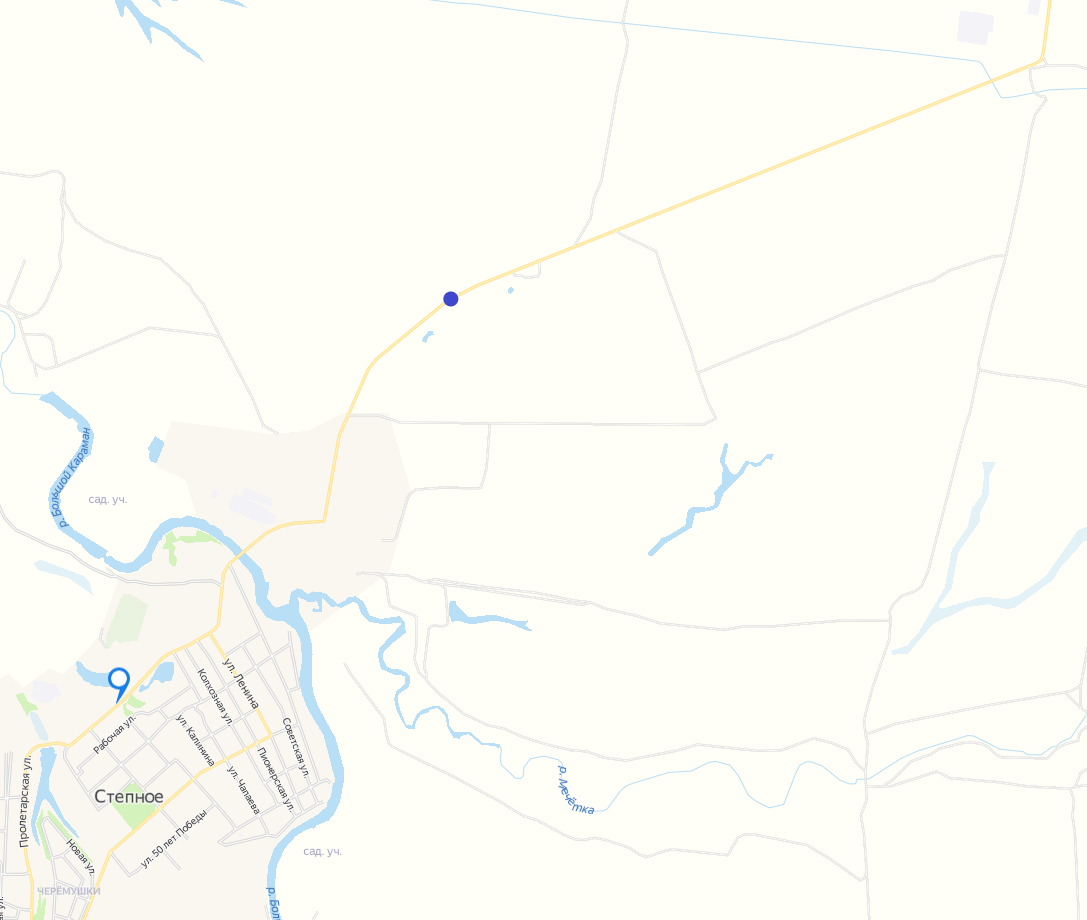 р. Большой Караман
сад. уч.
ул. Ленина
Колхозная ул.
Рабочая ул.
ул. Калинина
Советская ул.
Пионерская ул.
ул. Чапаева
Пролетарская ул.
Степное
р. Мечётка
ул. 50 лет Победы
Новая ул.
сад. уч.
ЧЕРЁМУШКИ